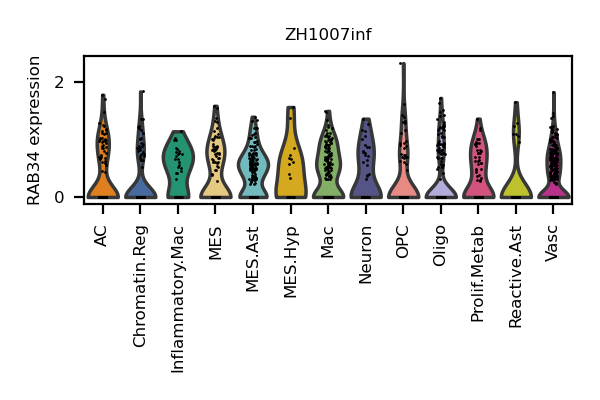 ZH1007inf
RAB34 expression
2
0
AC
Chromatin.Reg
Inflammatory.Mac
MES
MES.Ast
MES.Hyp
Mac
Neuron
OPC
Oligo
Prolif.Metab
Reactive.Ast
Vasc